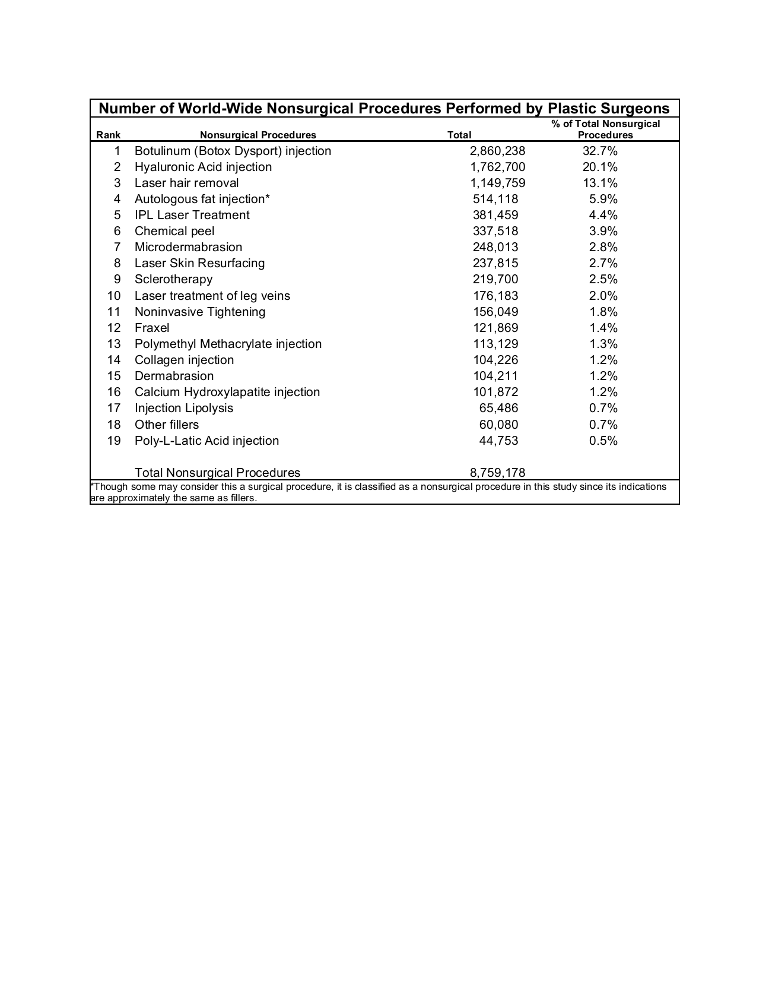 Number of World-Wide Nonsurgical Procedures Performed by Plastic Surgeons
Rank Nonsurgical Procedures Total % of Total Nonsurgical Procedures
1 Botulinum (Botox Dysport) injection 2,860,238 32.7%
2 Hyaluronic Acid injection 1,762,700 20.1%
3 Laser hair removal 1,149,759 13.1%
4 Autologous fat injection* 514,118 5.9%
5 IPL Laser Treatment 381,459 4.4%
6 Chemical peel 337,518 3.9%
7 Microdermabrasion 248,013 2.8%
8 Laser Skin Resurfacing 237,815 2.7%
9 Sclerotherapy 219,700 2.5%
10 Laser treatment of leg veins 176,183 2.0%
11 Noninvasive Tightening 156,049 1.8%
12 Fraxel 121,869 1.4%
13 Polymethyl Methacrylate injection 113,129 1.3%
14 Collagen injection 104,226 1.2%
15 Dermabrasion 104,211 1.2%
16 Calcium Hydroxylapatite injection 101,872 1.2%
17 Injection Lipolysis 65,486 0.7%
18 Other fillers 60,080 0.7%
19 Poly-L-Latic Acid injection 44,753 0.5%
Total Nonsurgical Procedures 8,759,178
*Though some may consider this a surgical procedure, it is classified as a nonsurgical procedure in this study since its indications
are approximately the same as fillers.